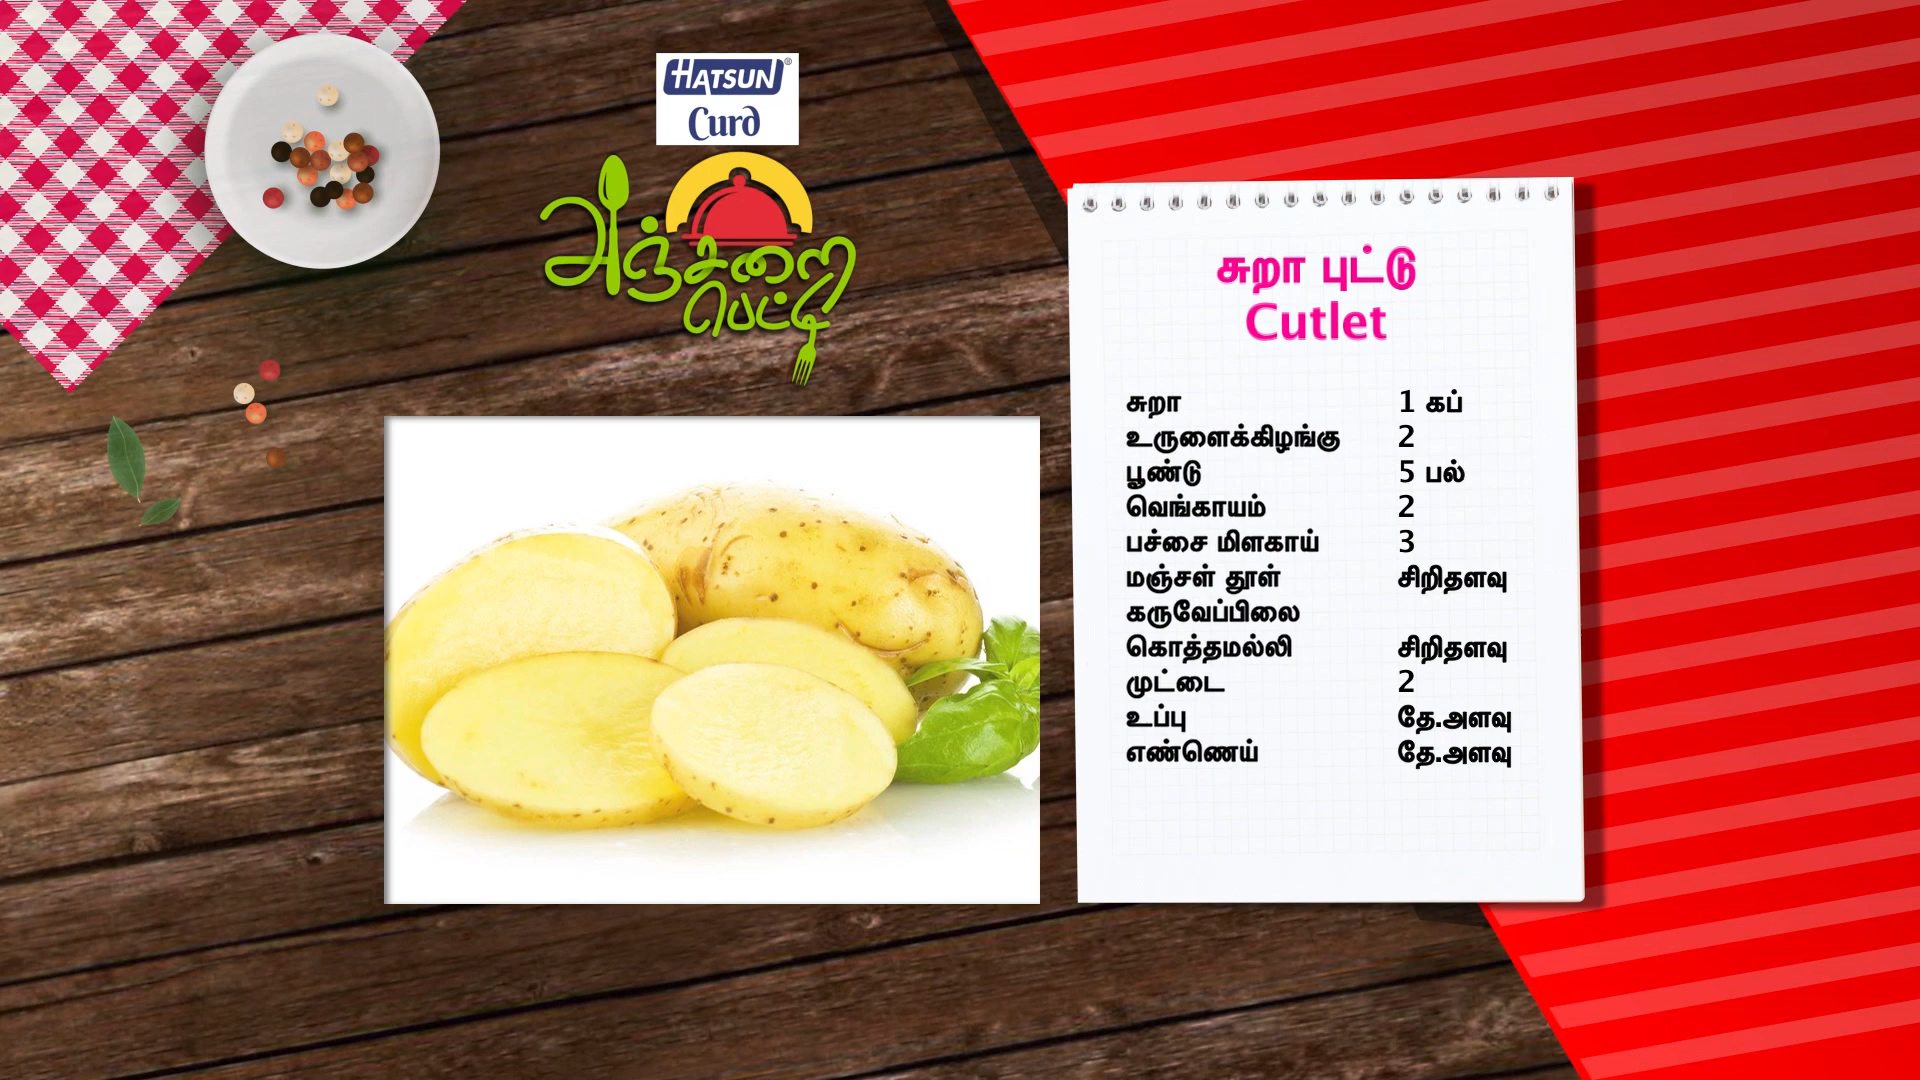 HATSUN®
Curd
அஞ்சறை
பெட்டி
சுறா புட்டு
Cutlet
சுறா 1 கப்
உருளைக்கிழங்கு 2
பூண்டு 5 பல்
வெங்காயம் 2
பச்சை மிளகாய் 3
மஞ்சள் தூள் சிறிதளவு
கருவேப்பிலை
கொத்தமல்லி சிறிதளவு
முட்டை 2
உப்பு தே.அளவு
எண்ணெய் தே.அளவு